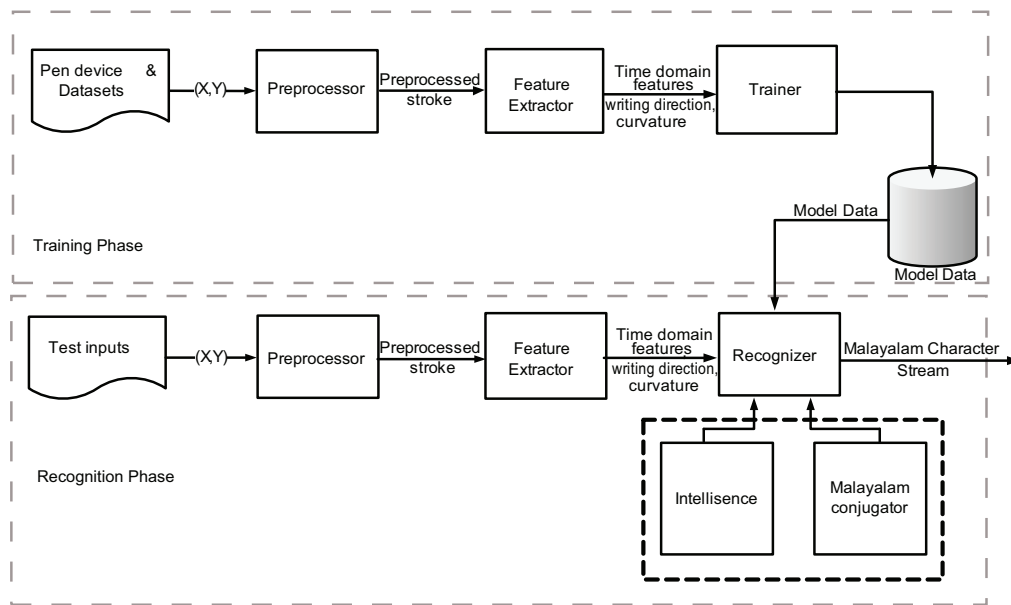 Pen device & Datasets
(X,Y)
Preprocessor
Preprocessed
stroke
Feature
Extractor
Time domain
features
writing direction,
curvature
Trainer
Model Data
Model Data
Training Phase
Test inputs
(X,Y)
Preprocessor
Preprocessed
stroke
Feature
Extractor
Time domain
features
writing direction,
curvature
Recognizer
Malayalam Character
Stream
Intellisence
Malayalam
conjugator
Recognition Phase